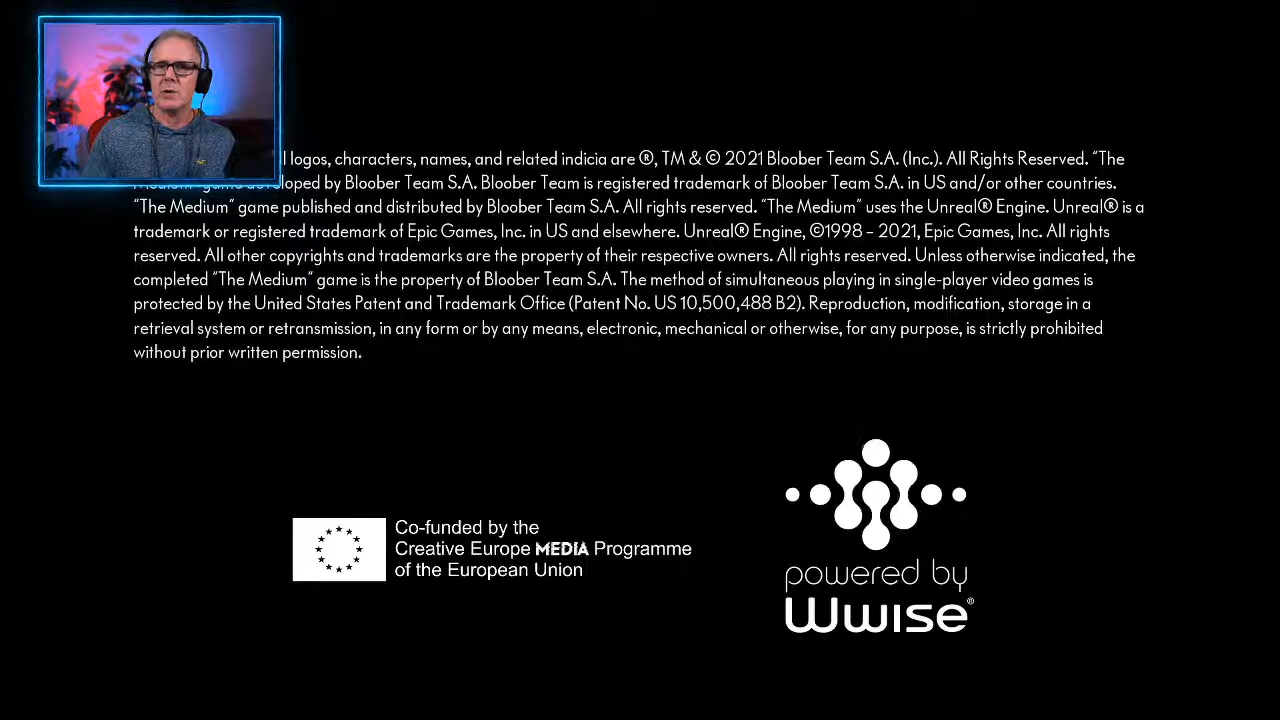 logos, characters, names, and related indicia are ®, TM & © 2021 Bloober Team S.A. (Inc.). All Rights Reserved. "The
Medium" game developed by Bloober Team S.A. Bloober Team is registered trademark of Bloober Team S.A. in US and/or other countries.
"The Medium" game published and distributed by Bloober Team S.A. All rights reserved. "The Medium" uses the Unreal® Engine. Unreal® is a
trademark or registered trademark of Epic Games, Inc. in US and elsewhere. Unreal® Engine, ©1998 – 2021, Epic Games, Inc. All rights
reserved. All other copyrights and trademarks are the property of their respective owners. All rights reserved. Unless otherwise indicated, the
completed "The Medium" game is the property of Bloober Team S.A. The method of simultaneous playing in single-player video games is
protected by the United States Patent and Trademark Office (Patent No. US 10,500,488 B2). Reproduction, modification, storage in a
retrieval system or retransmission, in any form or by any means, electronic, mechanical or otherwise, for any purpose, is strictly prohibited
without prior written permission.
Co-funded by the
Creative Europe MEDIA Programme
of the European Union
powered by
Wwise®